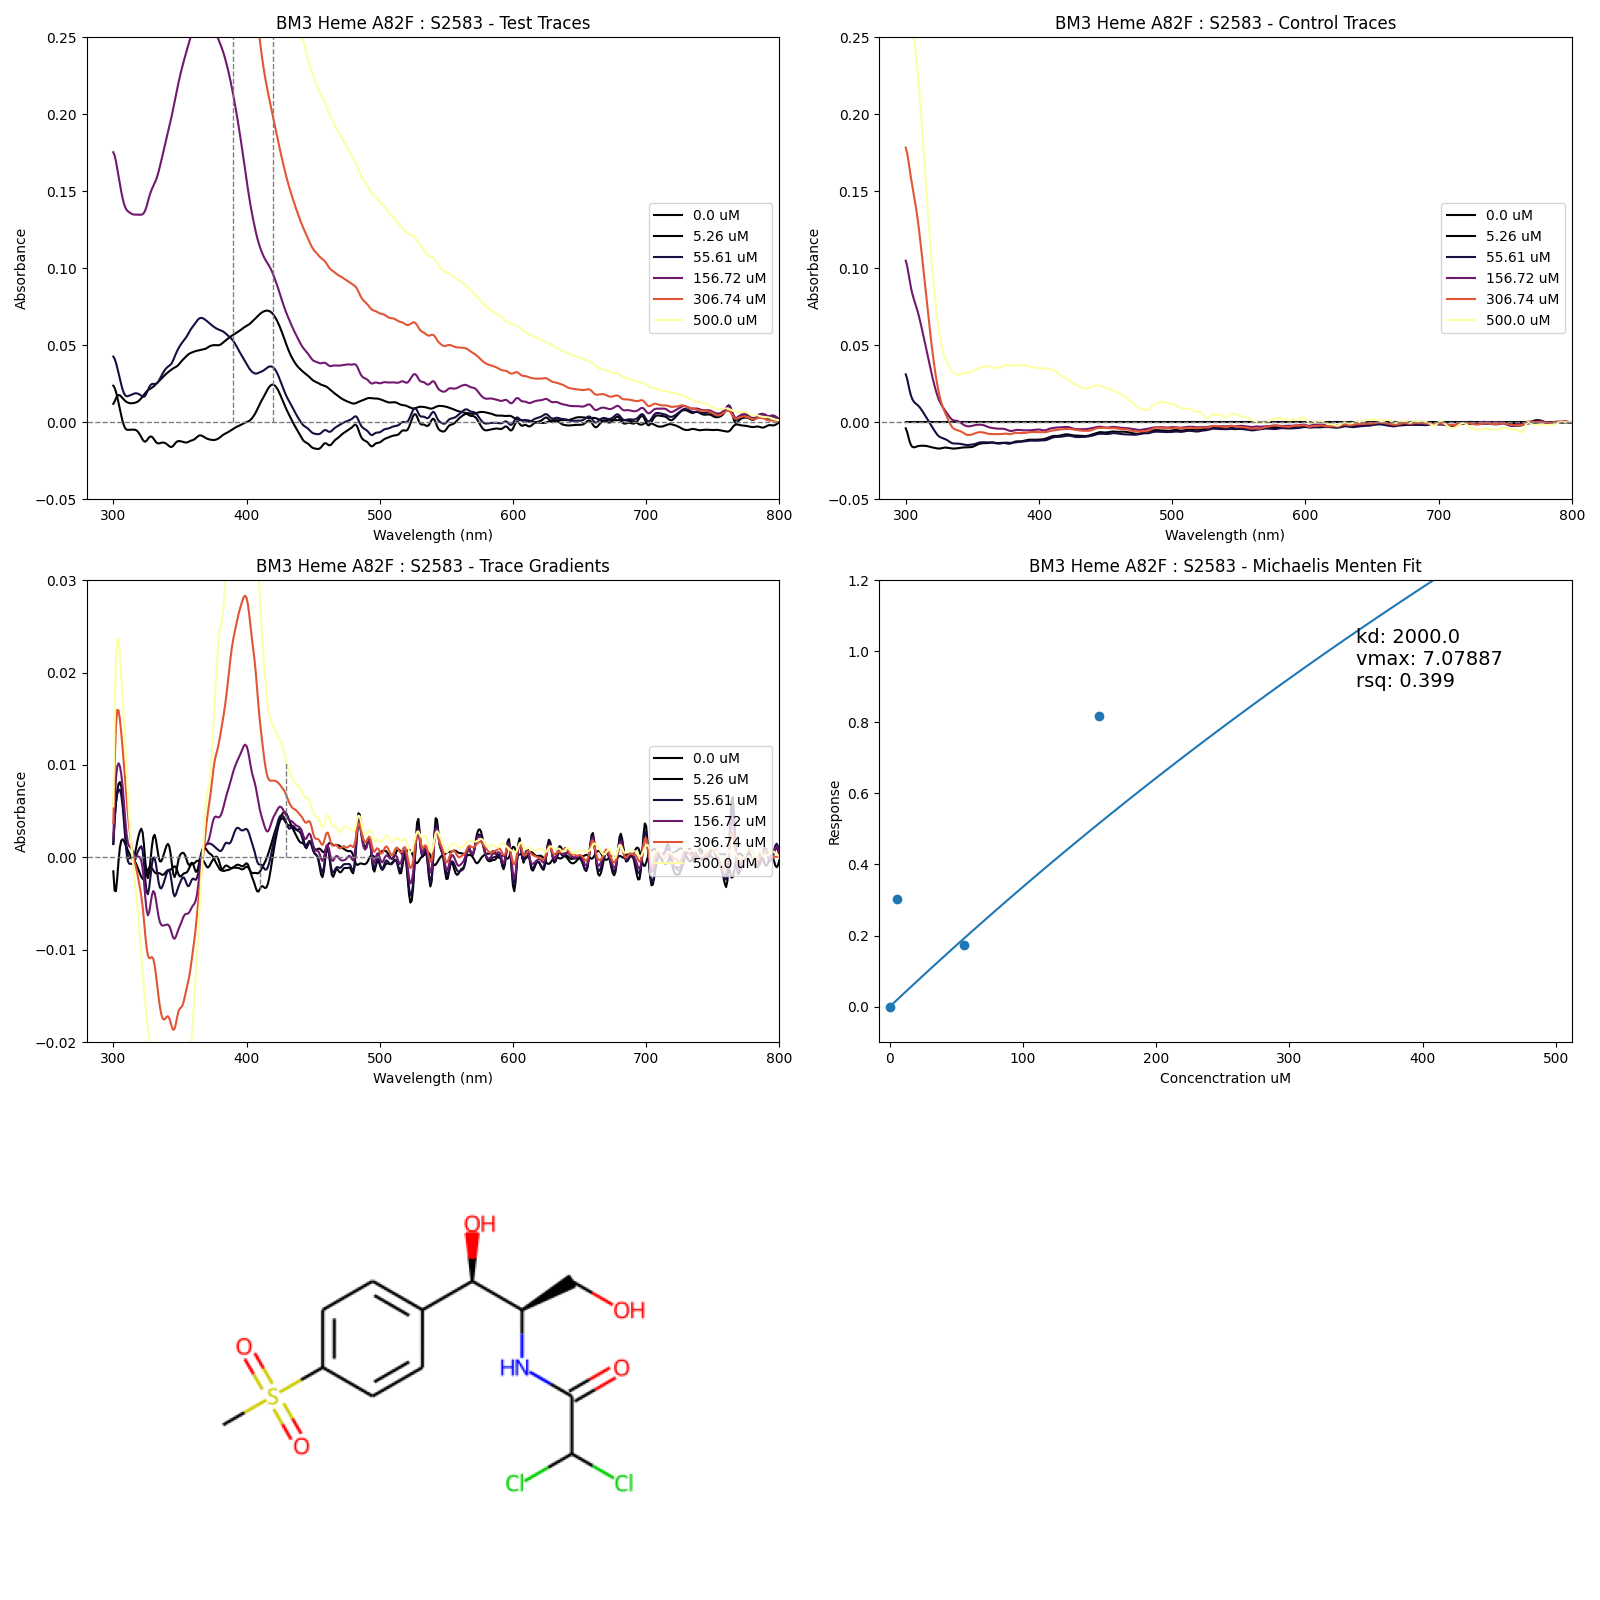 BM3 Heme A82F : S2583 - Test Traces
0.25
0.20
0.15
0.10
0.05
0.00
−0.05
Absorbance
300 400 500 600 700 800
Wavelength (nm)
0.0 uM
5.26 uM
55.61 uM
156.72 uM
306.74 uM
500.0 uM
BM3 Heme A82F : S2583 - Control Traces
0.25
0.20
0.15
0.10
0.05
0.00
−0.05
Absorbance
300 400 500 600 700 800
Wavelength (nm)
0.0 uM
5.26 uM
55.61 uM
156.72 uM
306.74 uM
500.0 uM
BM3 Heme A82F : S2583 - Trace Gradients
0.03
0.02
0.01
0.00
−0.01
−0.02
Absorbance
300 400 500 600 700 800
Wavelength (nm)
0.0 uM
5.26 uM
55.61 uM
156.72 uM
306.74 uM
500.0 uM
BM3 Heme A82F : S2583 - Michaelis Menten Fit
1.2
1.0
0.8
0.6
0.4
0.2
0.0
Response
0 100 200 300 400 500
Concenctration uM
kd: 2000.0
vmax: 7.07887
rsq: 0.399
OH
OH
O
HN
O
S
O
Cl
Cl